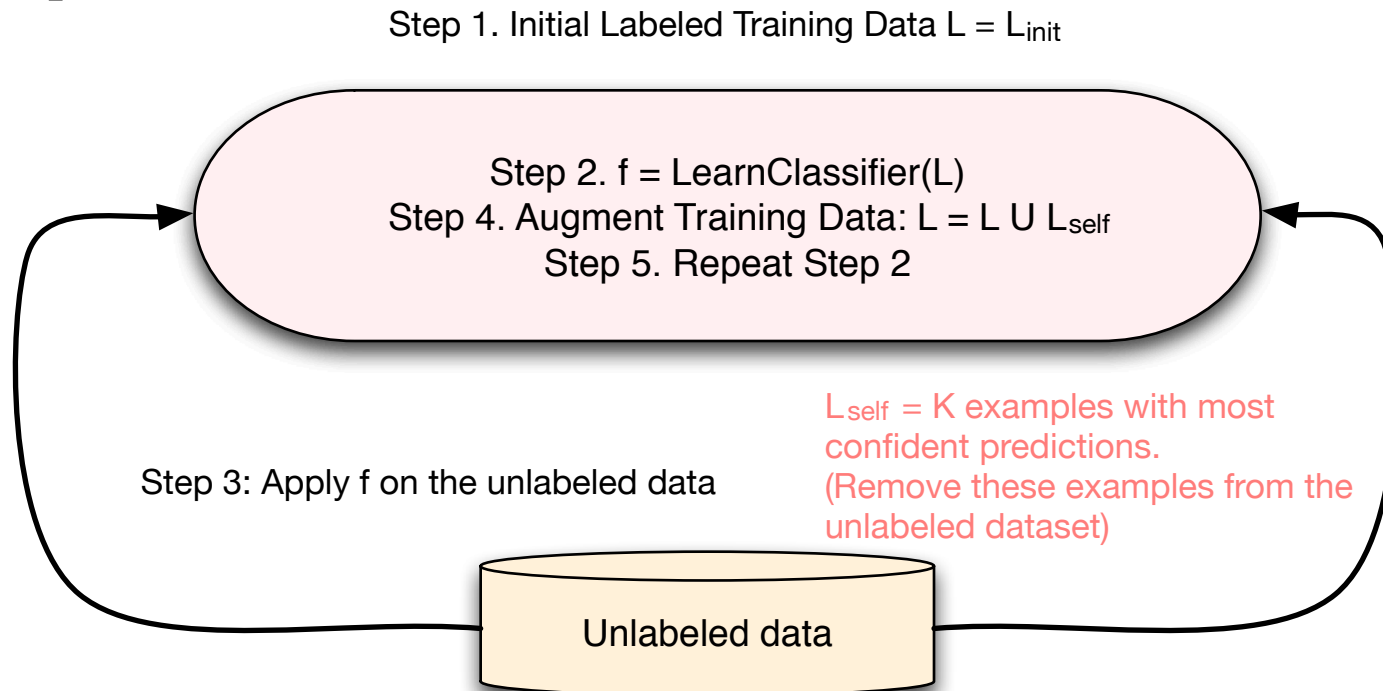 Step 1. Initial Labeled Training Data L = Linit
Step 2. f = LearnClassifier(L)
Step 4. Augment Training Data: L = L U Lself
Step 5. Repeat Step 2
Lself = K examples with most
confident predictions.
(Remove these examples from the
unlabeled dataset)
Step 3: Apply f on the unlabeled data
Unlabeled data